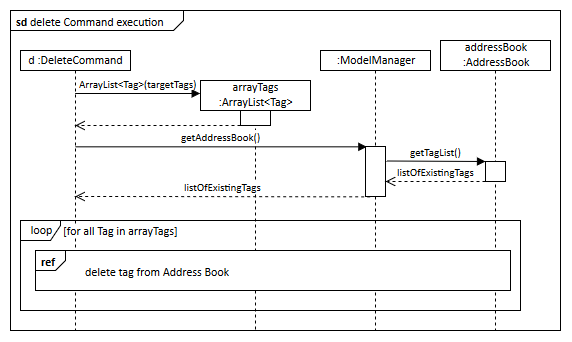 sd delete Command execution
addressBook
:AddressBook
d :DeleteCommand
:ModelManager
ArrayList<Tag>(targetTags)
arrayTags
:ArrayList<Tag>
getAddressBook()
getTagList()
listOfExistingTags
listOfExistingTags
loop [for all Tag in arrayTags]
ref
delete tag from Address Book